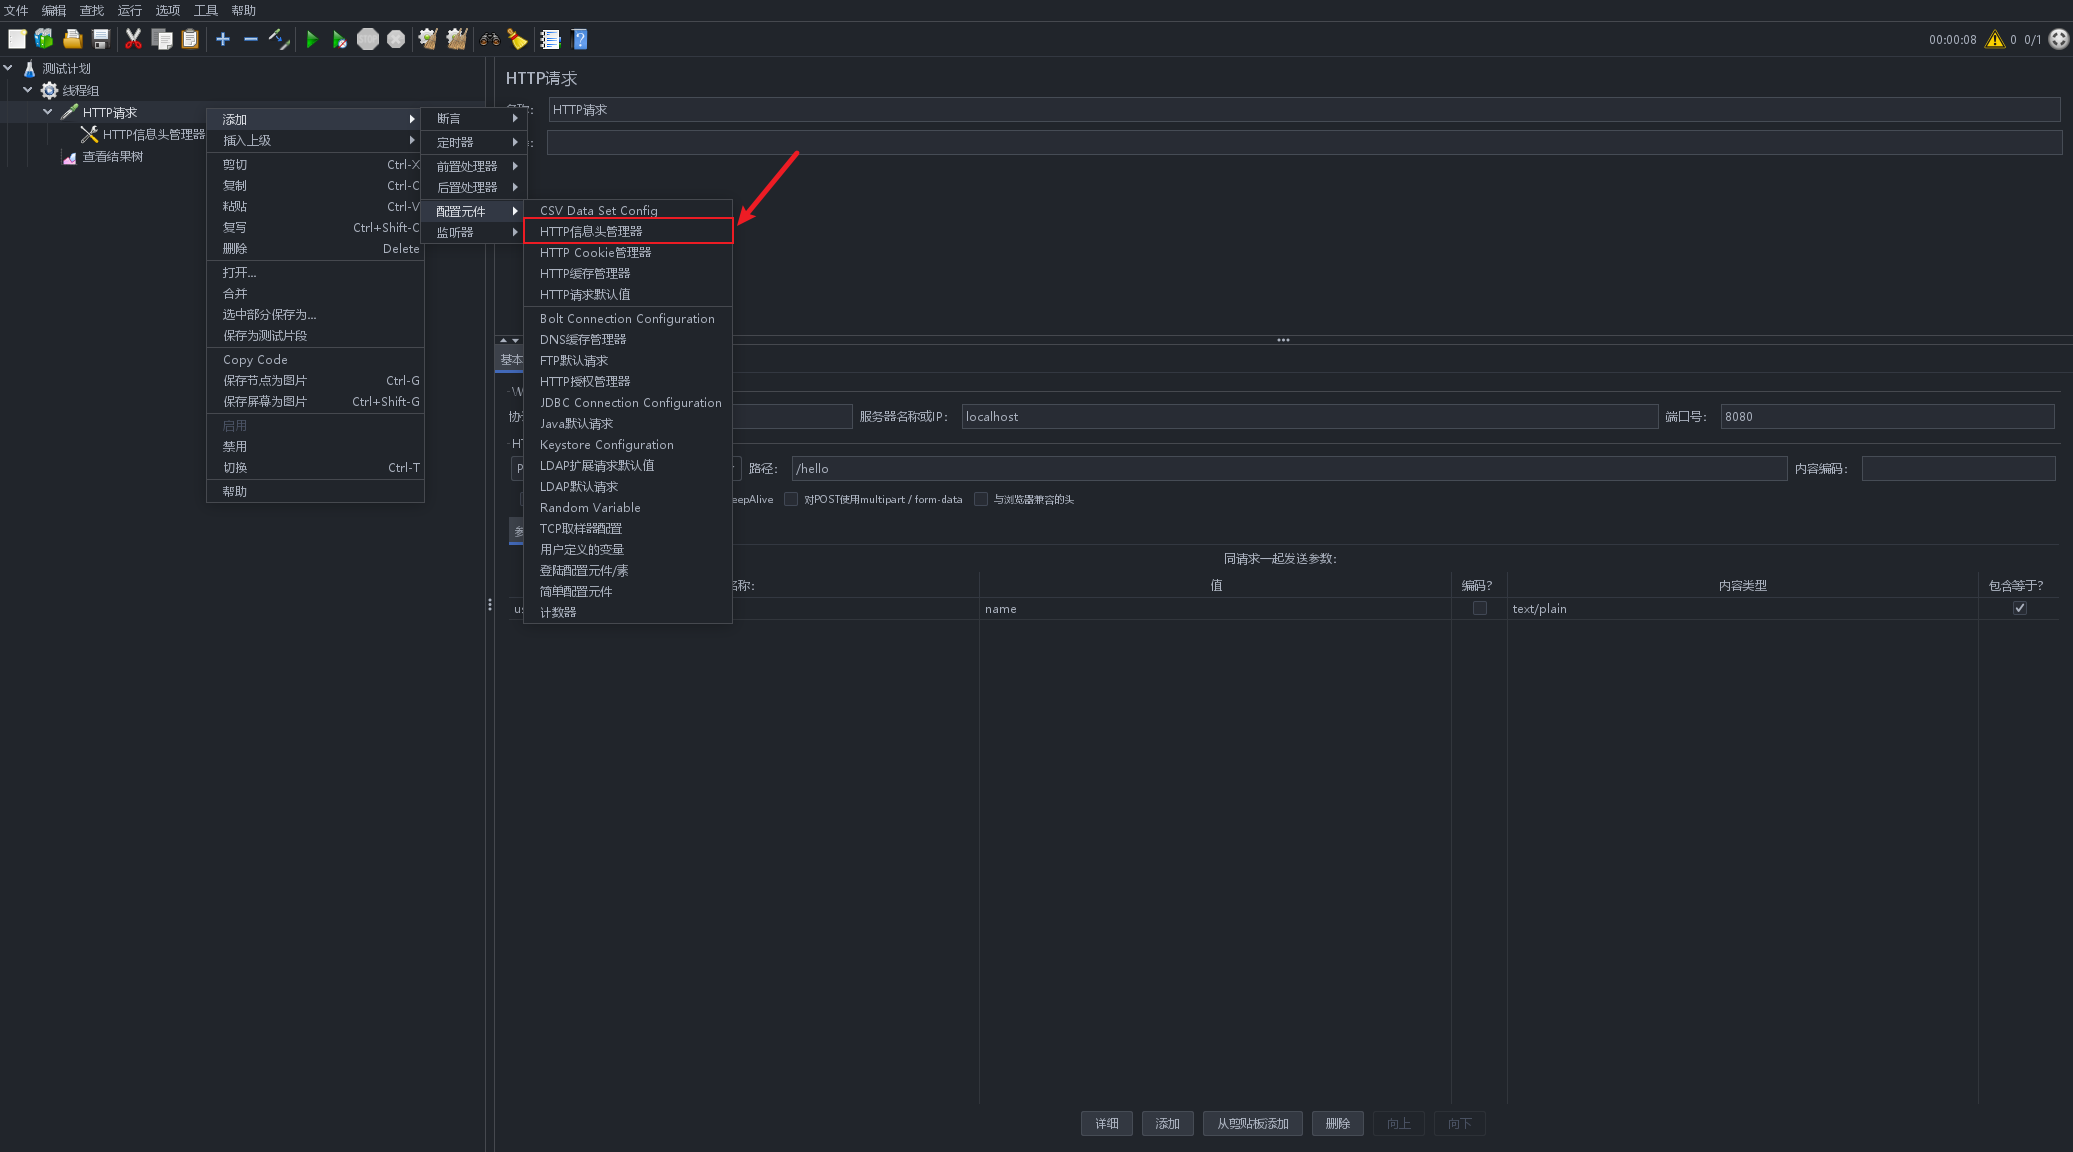 文件 编辑 查找 运行 选项 工具 帮助
00:00:08 0 0/1
测试计划
线程组
HTTP请求
HTTP信息头管理器
查看结果树
添加
插入上级
剪切 Ctrl-X
复制 Ctrl-C
粘贴 Ctrl-V
复写 Ctrl+Shift-C
删除 Delete
打开...
合并
选中部分保存为...
保存为测试片段
Copy Code
保存节点为图片 Ctrl-G
保存屏幕为图片 Ctrl+Shift-G
启用
禁用
切换 Ctrl-T
帮助
断言
定时器
前置处理器
后置处理器
配置元件
监听器
CSV Data Set Config
HTTP信息头管理器
HTTP Cookie管理器
HTTP缓存管理器
HTTP请求默认值
Bolt Connection Configuration
DNS缓存管理器
FTP默认请求
HTTP授权管理器
JDBC Connection Configuration
Java默认请求
Keystore Configuration
LDAP扩展请求默认值
LDAP默认请求
Random Variable
TCP取样器配置
用户定义的变量
登陆配置元件/素
简单配置元件
计数器
HTTP请求
HTTP请求
基本
服务器名称或IP: localhost 端口号: 8080
路径: /hello 内容编码:
eepAlive 对POST使用multipart / form-data 与浏览器兼容的头
同请求一起发送参数:
名称: 值 编码? 内容类型 包含等于?
us name text/plain
详细 添加 从剪贴板添加 删除 向上 向下